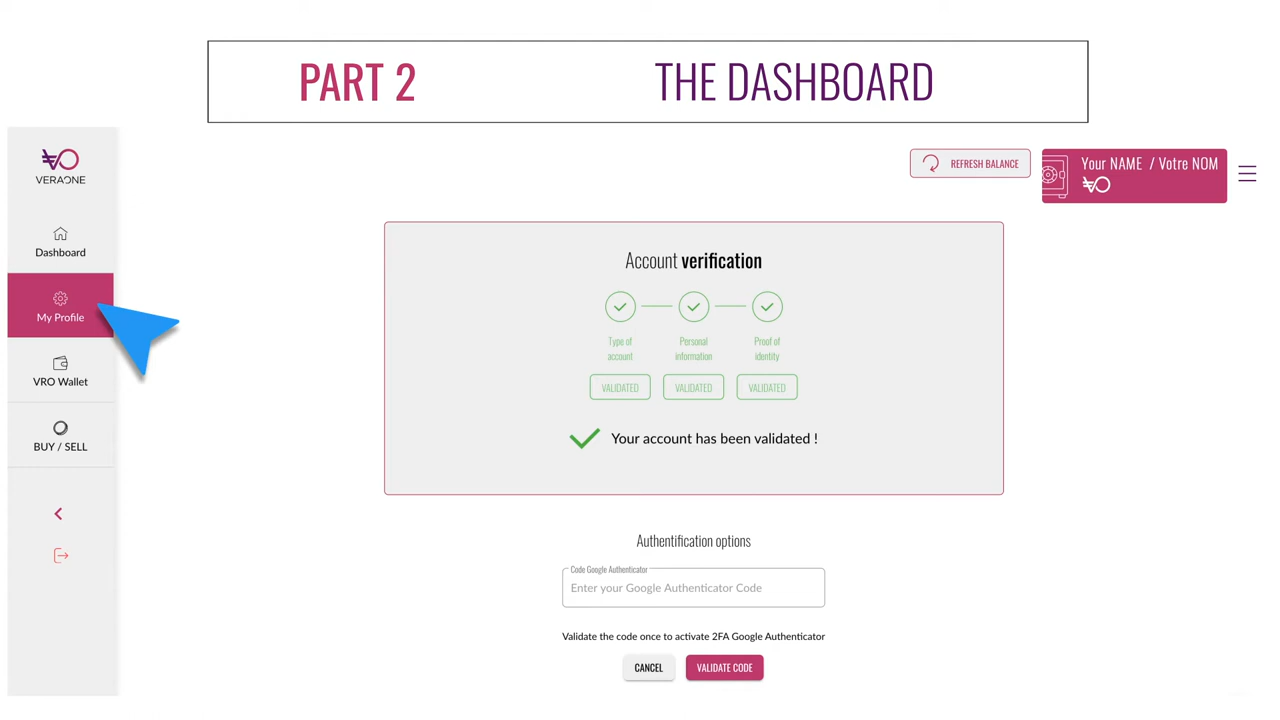 PART 2 THE DASHBOARD
VERAONE
REFRESH BALANCE
Your NAME / Votre NOM
Dashboard
My Profile
VRO Wallet
BUY / SELL
Account verification
Type of
account
Personal
information
Proof of
identity
VALIDATED VALIDATED VALIDATED
Your account has been validated !
Authentification options
Code Google Authenticator
Enter your Google Authenticator Code
Validate the code once to activate 2FA Google Authenticator
CANCEL VALIDATE CODE